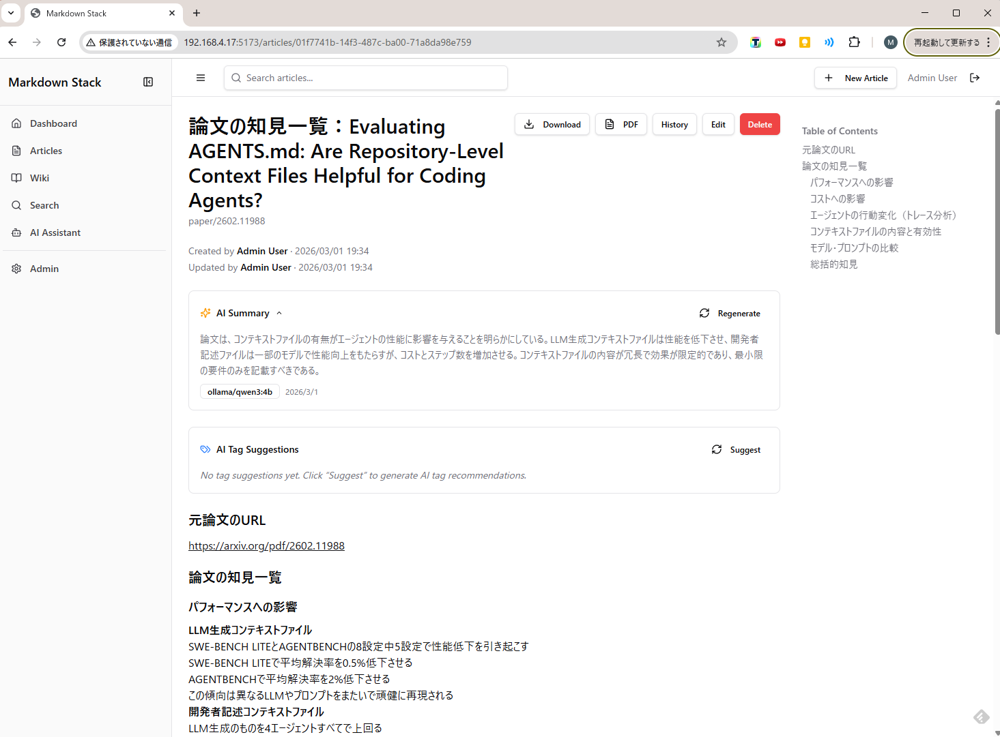 Markdown Stack
保護されていない通信
192.168.4.17:5173/articles/01f7741b-14f3-487c-ba00-71a8da98e759
M
再起動して更新する
Markdown Stack
Search articles...
New Article
Admin User
Dashboard
Articles
Wiki
Search
AI Assistant
Admin
論文の知見一覧：Evaluating
AGENTS.md: Are Repository-Level
Context Files Helpful for Coding
Agents?
Download
PDF
History
Edit
Delete
paper/2602.11988
Created by Admin User · 2026/03/01 19:34
Updated by Admin User · 2026/03/01 19:34
AI Summary
Regenerate
論文は、コンテキストファイルの有無がエージェントの性能に影響を与えることを明らかにしている。LLM生成コンテキストファイルは性能を低下させ、開発者
記述ファイルは一部のモデルで性能向上をもたらすが、コストとステップ数を増加させる。コンテキストファイルの内容が冗長で効果が限定的であり、最小限
の要件のみを記載すべきである。
ollama/qwen3:4b
2026/3/1
AI Tag Suggestions
Suggest
No tag suggestions yet. Click "Suggest" to generate AI tag recommendations.
元論文のURL
https://arxiv.org/pdf/2602.11988
論文の知見一覧
パフォーマンスへの影響
LLM生成コンテキストファイル
SWE-BENCH LITEとAGENTBENCHの8設定中5設定で性能低下を引き起こす
SWE-BENCH LITEで平均解決率を0.5%低下させる
AGENTBENCHで平均解決率を2%低下させる
この傾向は異なるLLMやプロンプトをまたいで頑健に再現される
開発者記述コンテキストファイル
LLM生成のものを4エージェントすべてで上回る
Table of Contents
元論文のURL
論文の知見一覧
パフォーマンスへの影響
コストへの影響
エージェントの行動変化（トレース分析）
コンテキストファイルの内容と有効性
モデル・プロンプトの比較
総括的知見